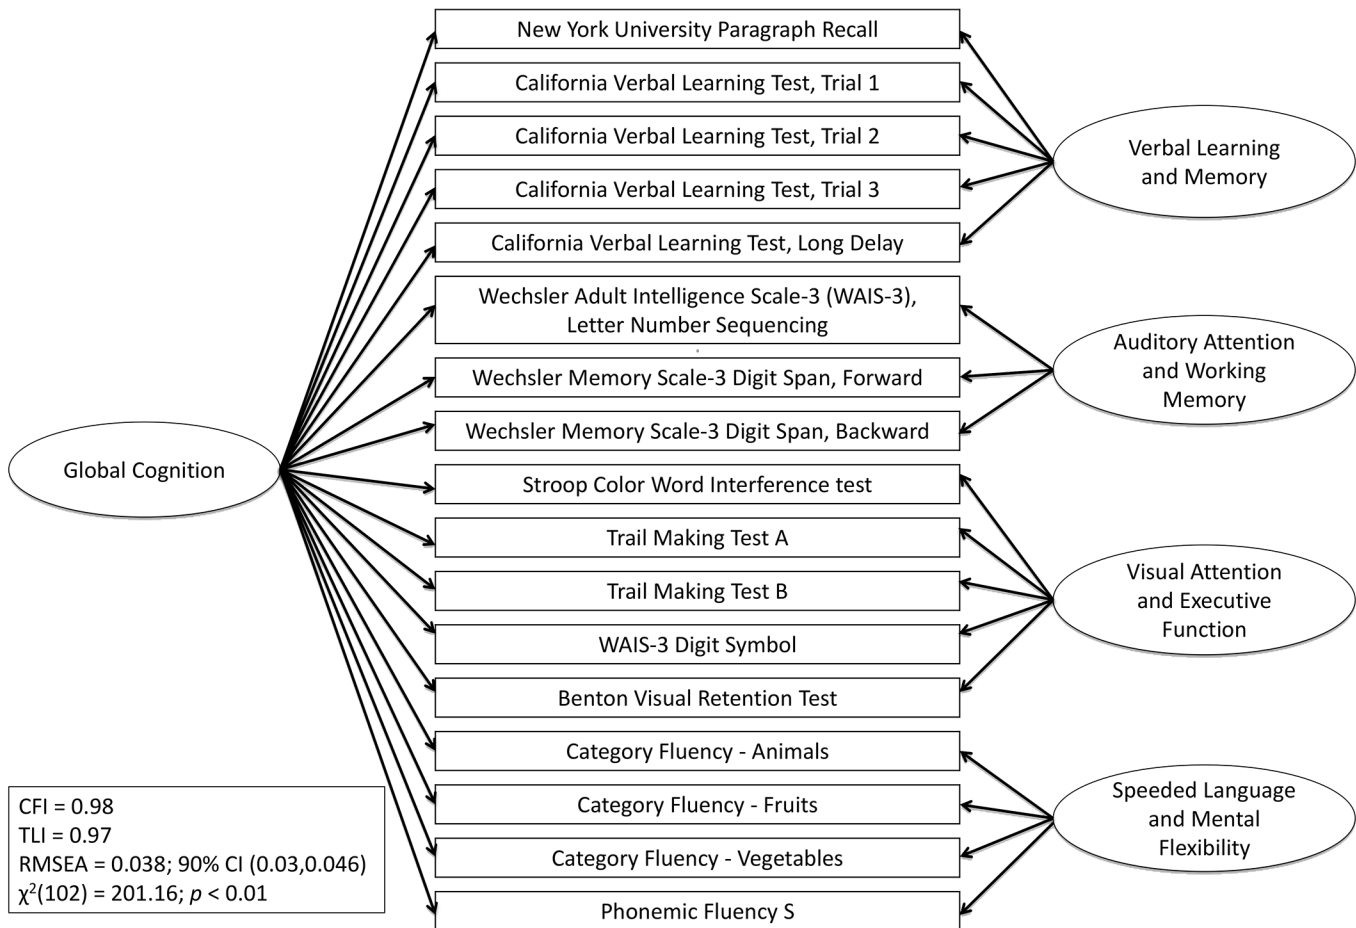 New York University Paragraph Recall
California Verbal Learning Test, Trial 1
California Verbal Learning Test, Trial 2
California Verbal Learning Test, Trial 3
California Verbal Learning Test, Long Delay
Wechsler Adult Intelligence Scale-3 (WAIS-3),
Letter Number Sequencing
Wechsler Memory Scale-3 Digit Span, Forward
Wechsler Memory Scale-3 Digit Span, Backward
Stroop Color Word Interference test
Trail Making Test A
Trail Making Test B
WAIS-3 Digit Symbol
Benton Visual Retention Test
Category Fluency - Animals
Category Fluency - Fruits
Category Fluency - Vegetables
Phonemic Fluency S
Global Cognition
Verbal Learning
and Memory
Auditory Attention
and Working
Memory
Visual Attention
and Executive
Function
Speeded Language
and Mental
Flexibility
CFI = 0.98
TLI = 0.97
RMSEA = 0.038; 90% CI (0.03,0.046)
χ²(102) = 201.16; p < 0.01